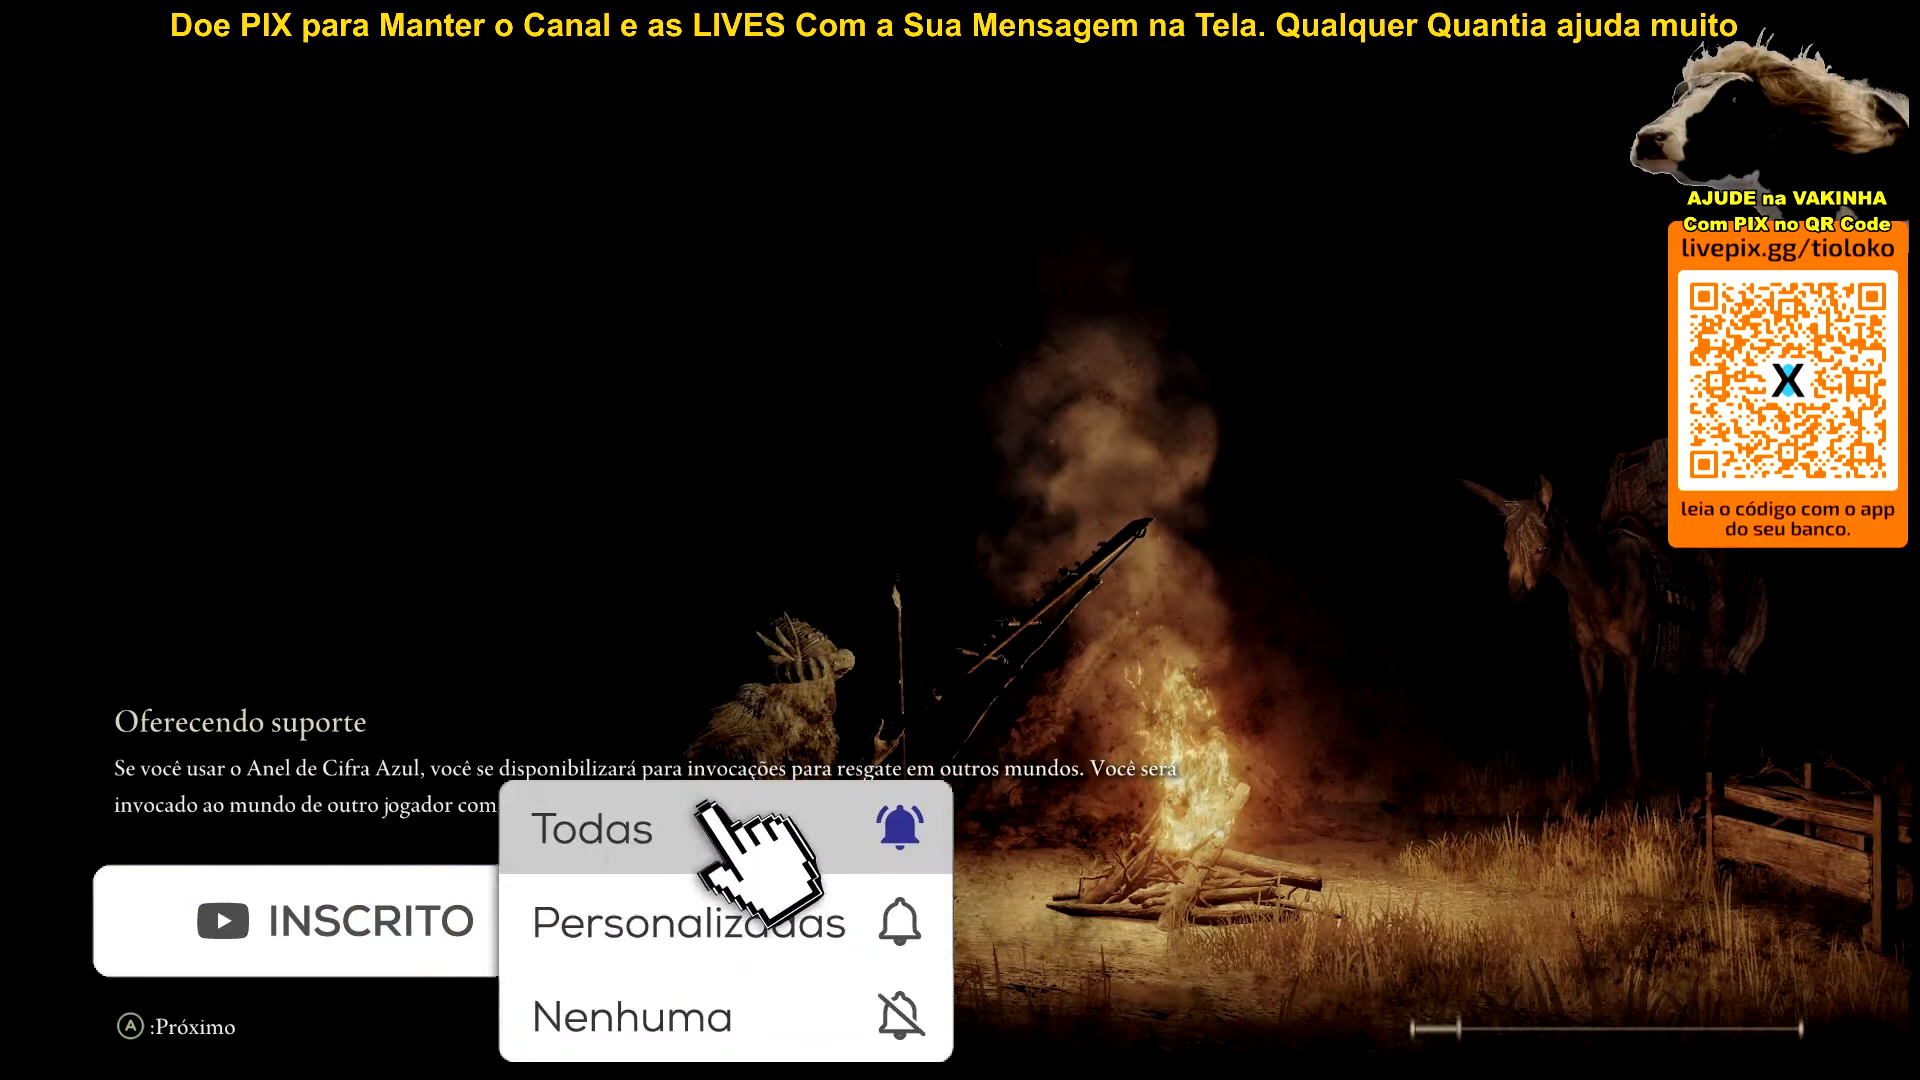 Doe PIX para Manter o Canal e as LIVES Com a Sua Mensagem na Tela. Qualquer Quantia ajuda muito
AJUDE na VAKINHA
Com PIX no QR Code
livepix.gg/tioloko
X
leia o código com o app
do seu banco.
Oferecendo suporte
Se você usar o Anel de Cifra Azul, você se disponibilizará para invocações para resgate em outros mundos. Você será
invocado ao mundo de outro jogador com
Todas
INSCRITO
Personalizadas
Nenhuma
A :Próximo